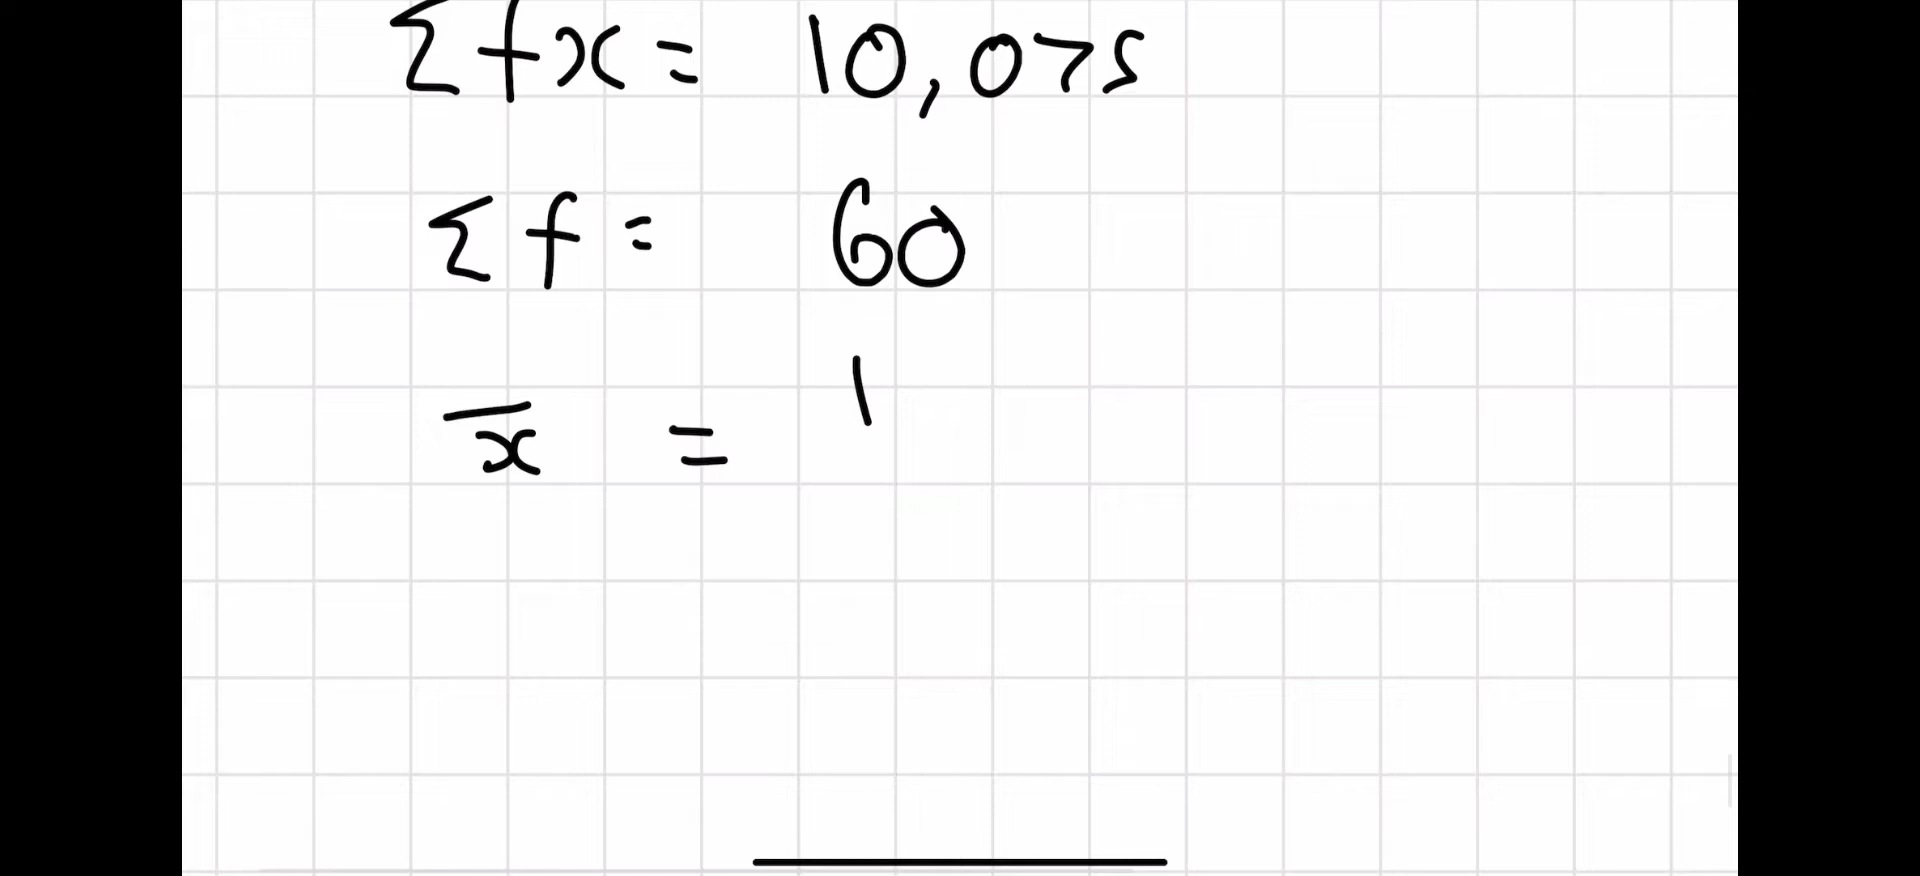 Σfx = 10,075
Σf = 60
x̄ = 1